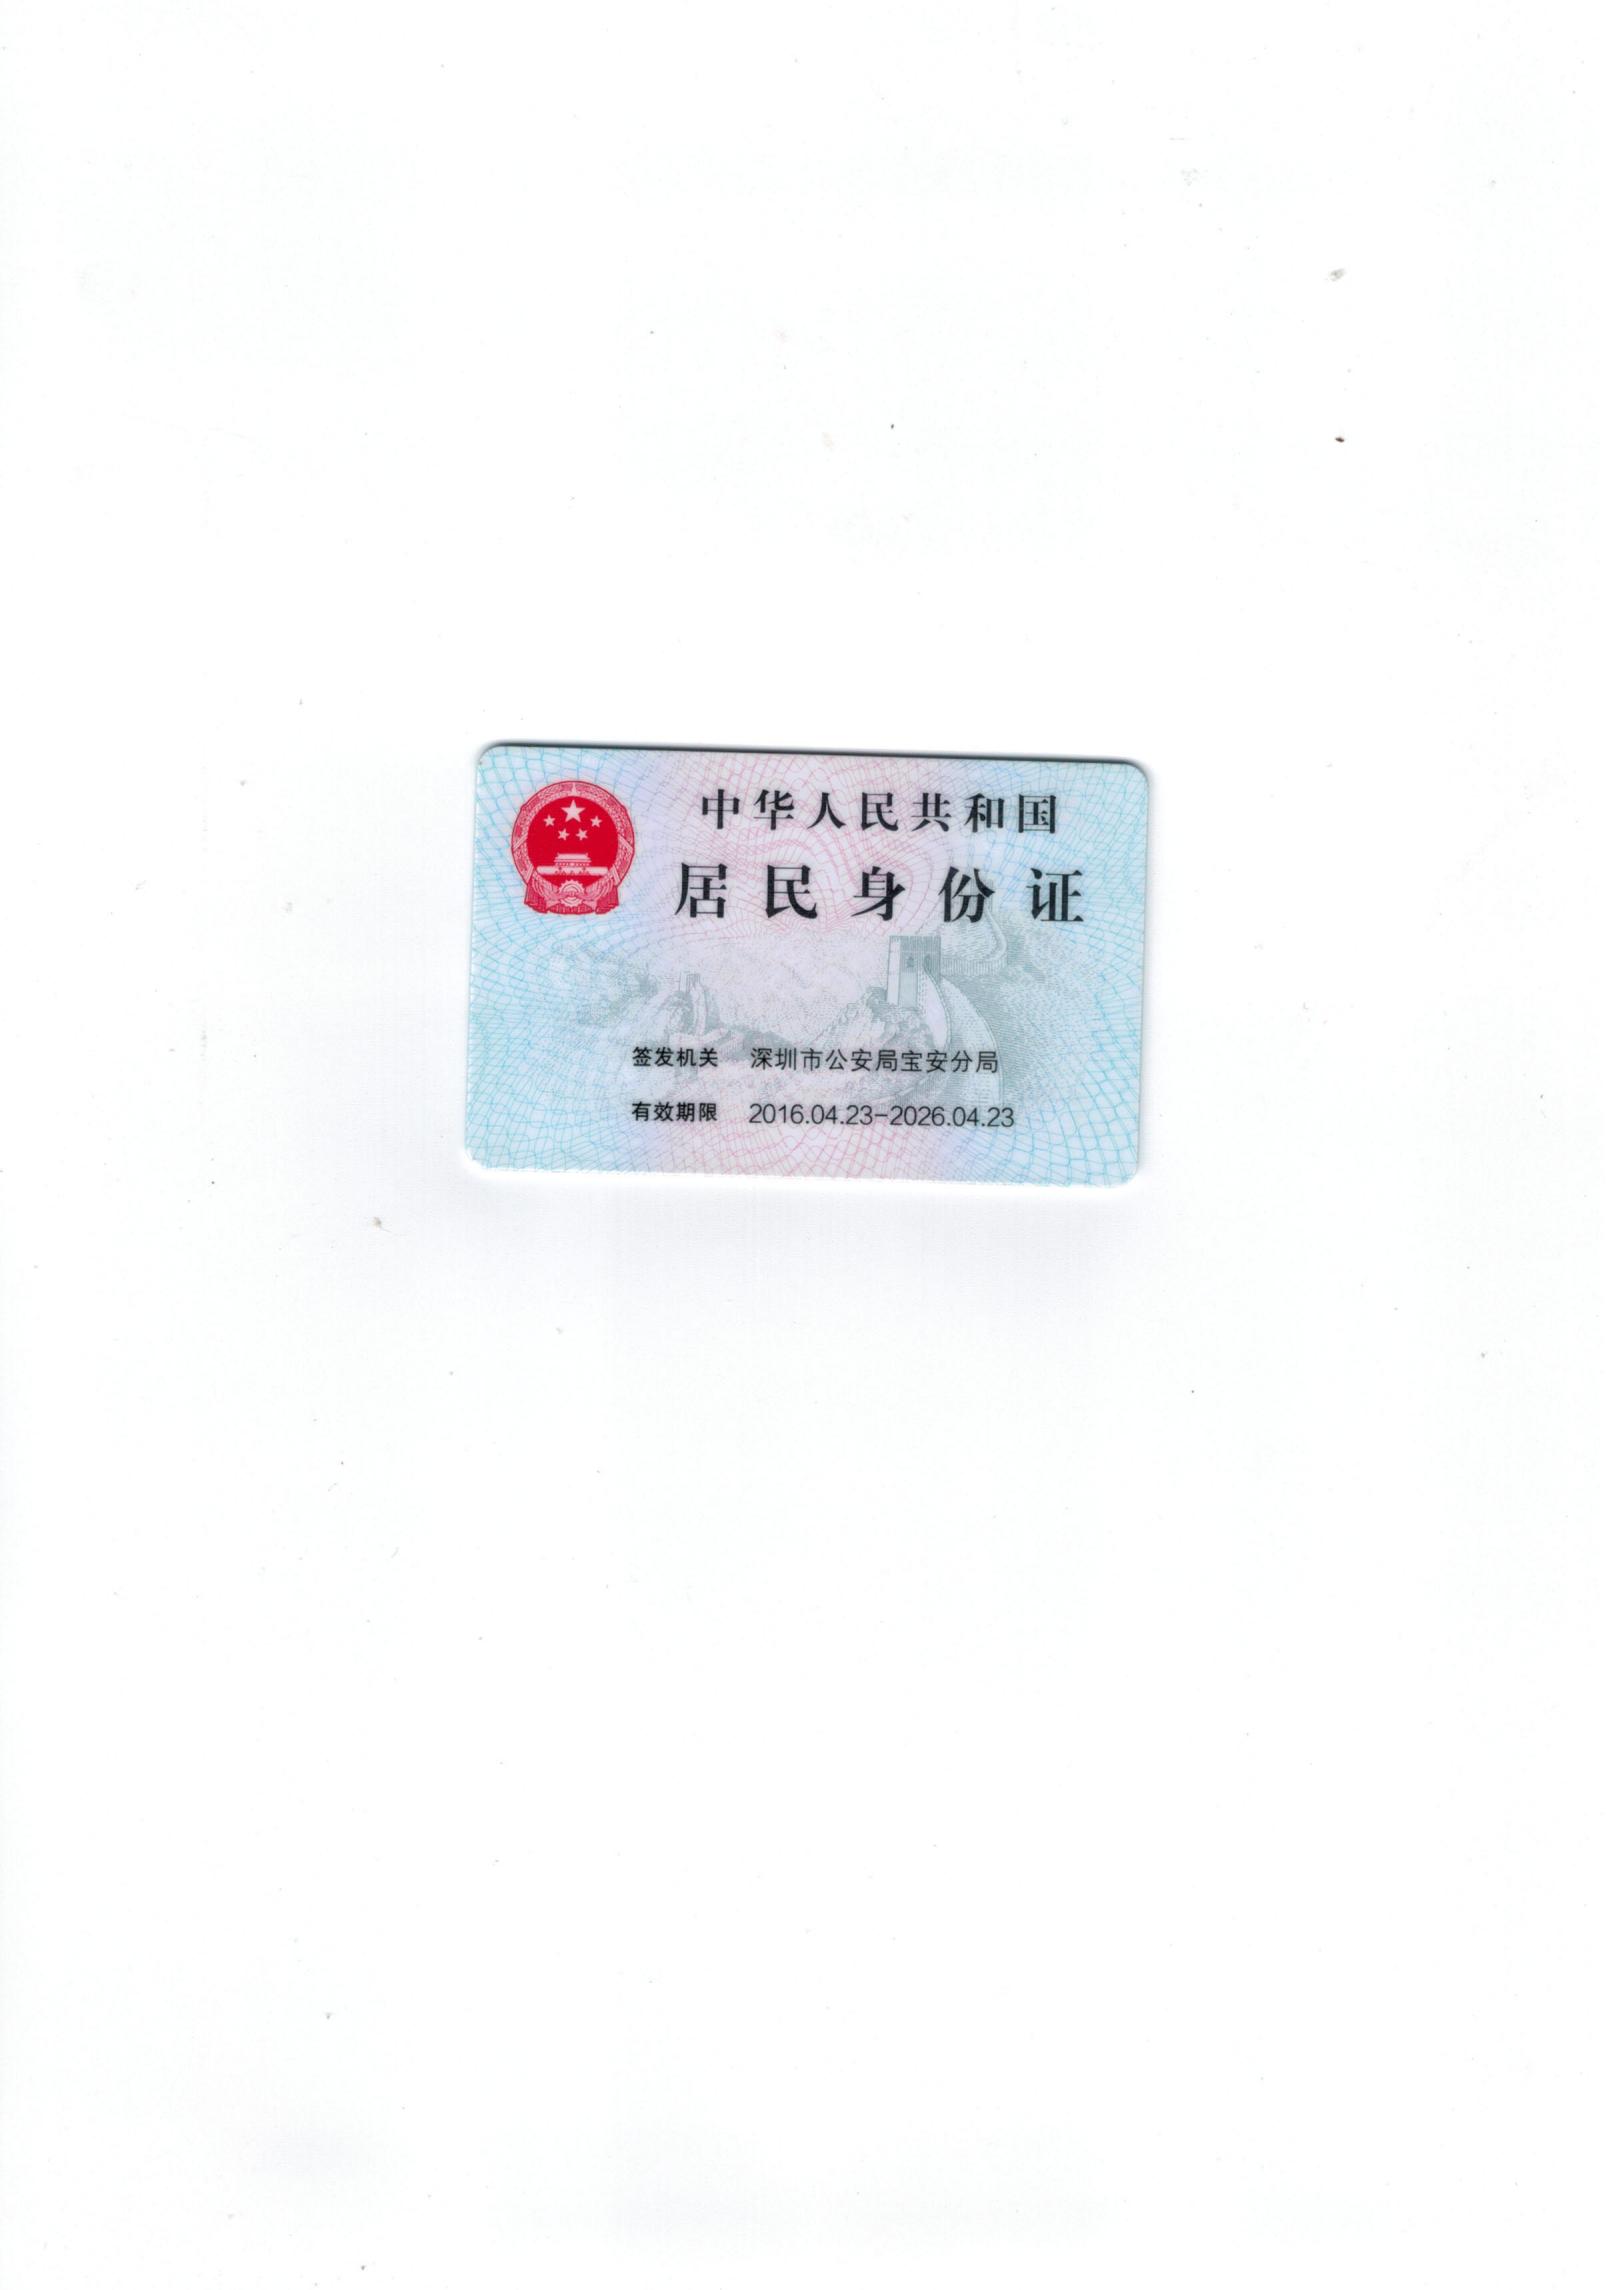 中华人民共和国
居民身份证
签发机关 深圳市公安局宝安分局
有效期限 2016.04.23-2026.04.23